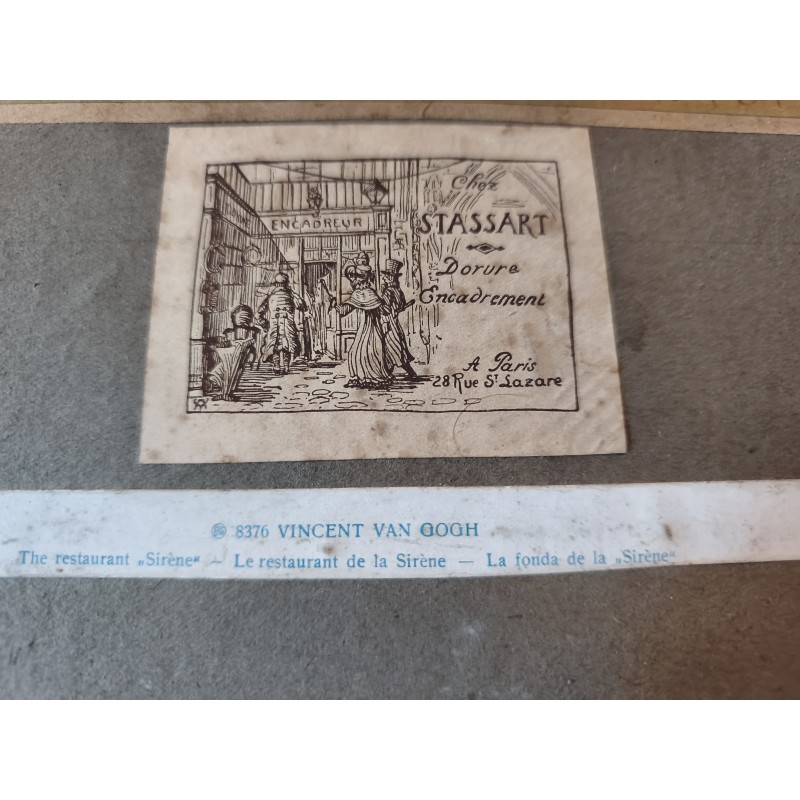 Chez
STASSART
Dorure
Encadrement
A Paris
28 Rue St Lazare
ENCADREUR
8376 VINCENT VAN GOGH
The restaurant „Sirène“ — Le restaurant de la Sirène — La fonda de la „Sirène“